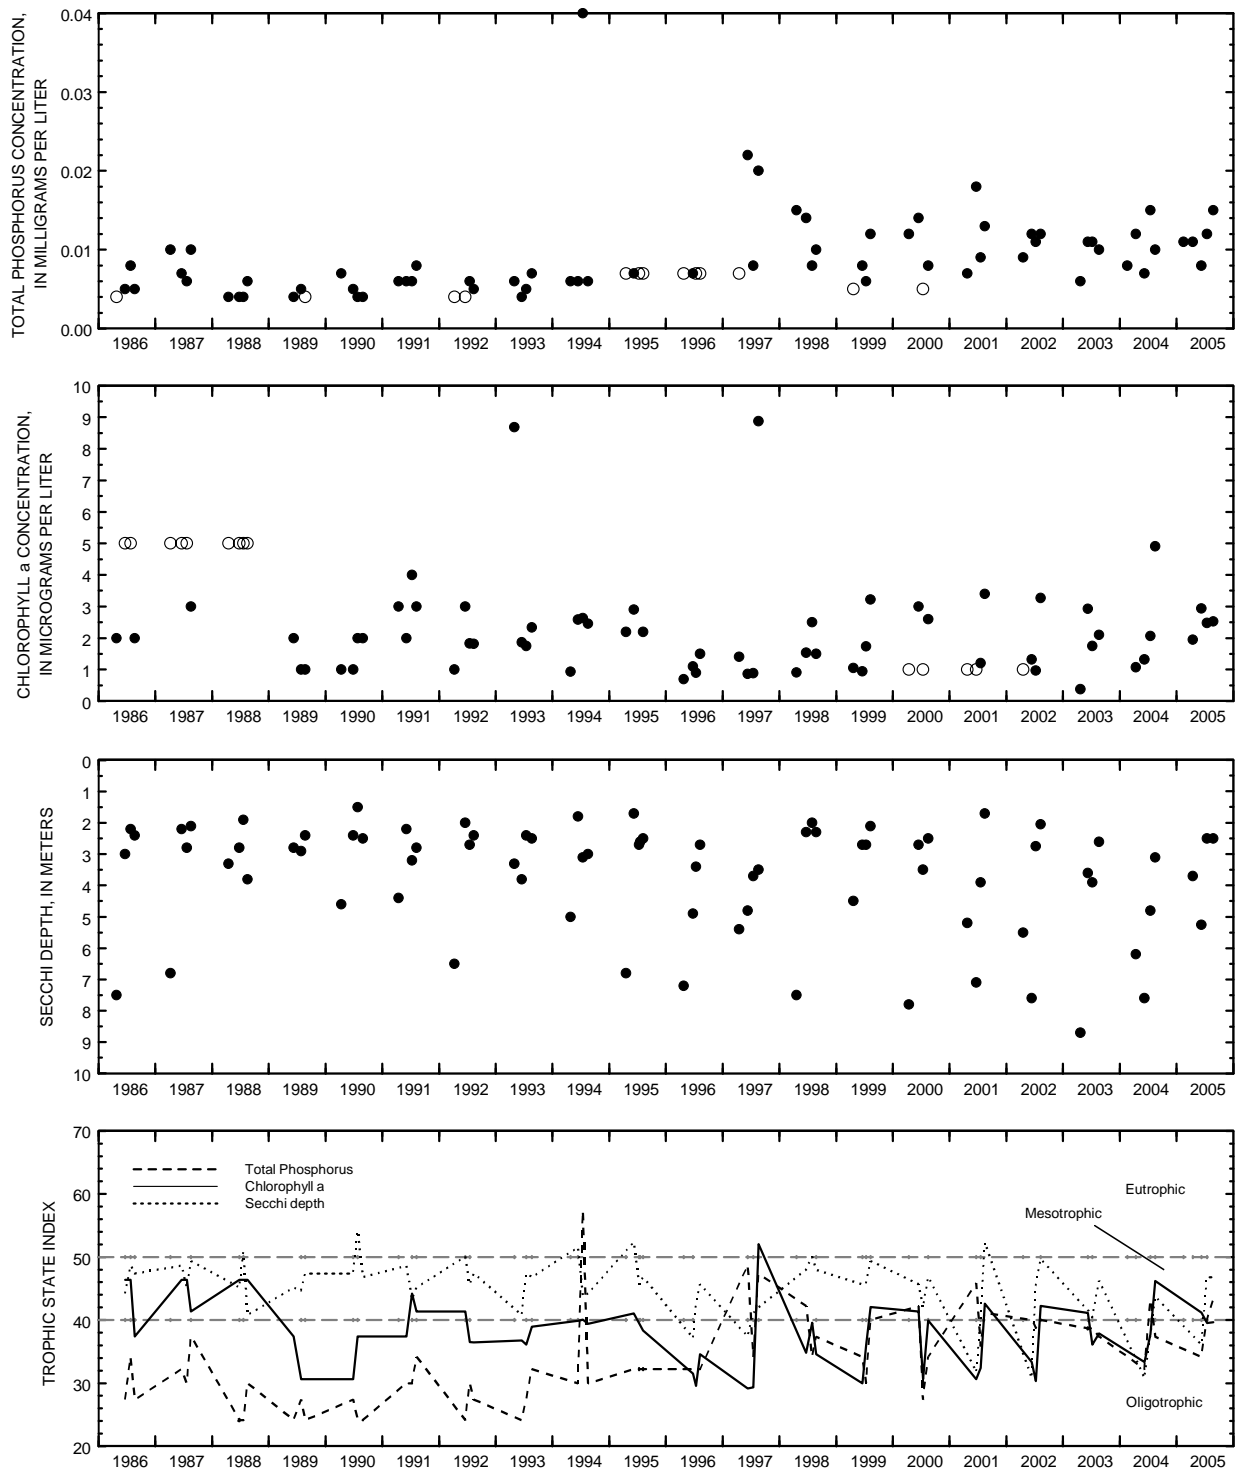 TOTAL PHOSPHORUS CONCENTRATION,
IN MILLIGRAMS PER LITER
0.04
0.03
0.02
0.01
0.00
1986 1987 1988 1989 1990 1991 1992 1993 1994 1995 1996 1997 1998 1999 2000 2001 2002 2003 2004 2005
CHLOROPHYLL a CONCENTRATION,
IN MICROGRAMS PER LITER
10
9
8
7
6
5
4
3
2
1
0
1986 1987 1988 1989 1990 1991 1992 1993 1994 1995 1996 1997 1998 1999 2000 2001 2002 2003 2004 2005
SECCHI DEPTH, IN METERS
0
1
2
3
4
5
6
7
8
9
10
1986 1987 1988 1989 1990 1991 1992 1993 1994 1995 1996 1997 1998 1999 2000 2001 2002 2003 2004 2005
TROPHIC STATE INDEX
70
60
50
40
30
20
Total Phosphorus
Chlorophyll a
Secchi depth
Eutrophic
Mesotrophic
Oligotrophic
1986 1987 1988 1989 1990 1991 1992 1993 1994 1995 1996 1997 1998 1999 2000 2001 2002 2003 2004 2005